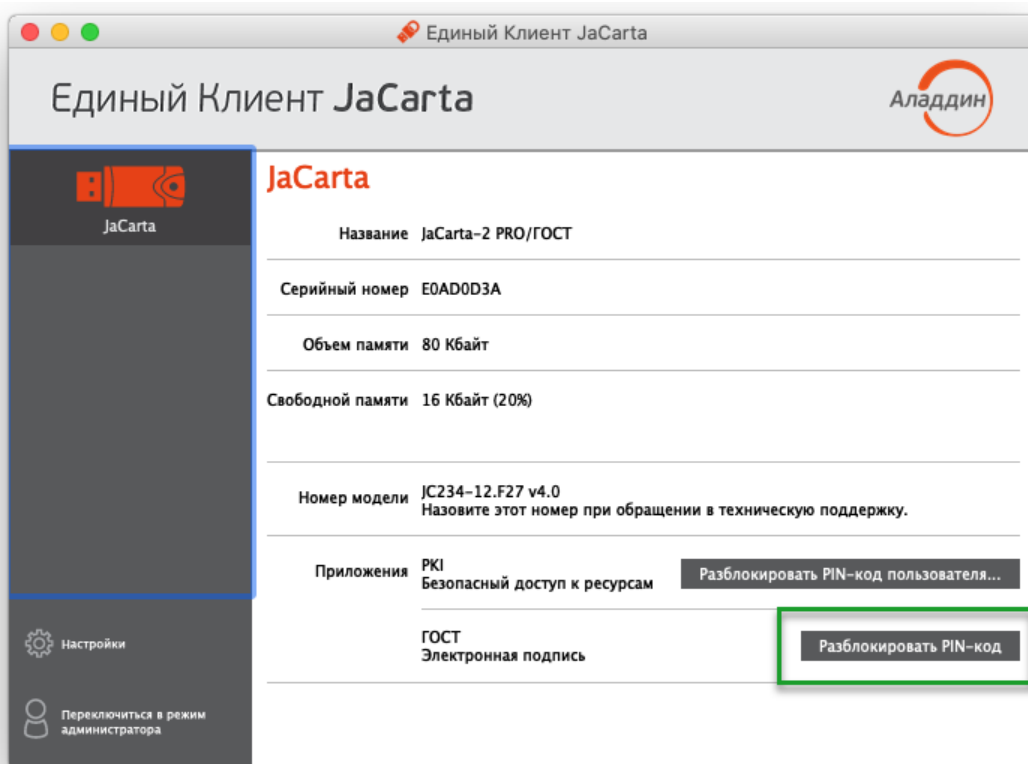 Единый Клиент JaCarta
Единый Клиент JaCarta
Аладдин
JaCarta
JaCarta
Название JaCarta-2 PRO/ГОСТ
Серийный номер E0AD0D3A
Объем памяти 80 Кбайт
Свободной памяти 16 Кбайт (20%)
Номер модели JC234-12.F27 v4.0
Назовите этот номер при обращении в техническую поддержку.
Приложения PKI
Безопасный доступ к ресурсам Разблокировать PIN-код пользователя...
ГОСТ
Электронная подпись Разблокировать PIN-код
Настройки
Переключиться в режим
администратора